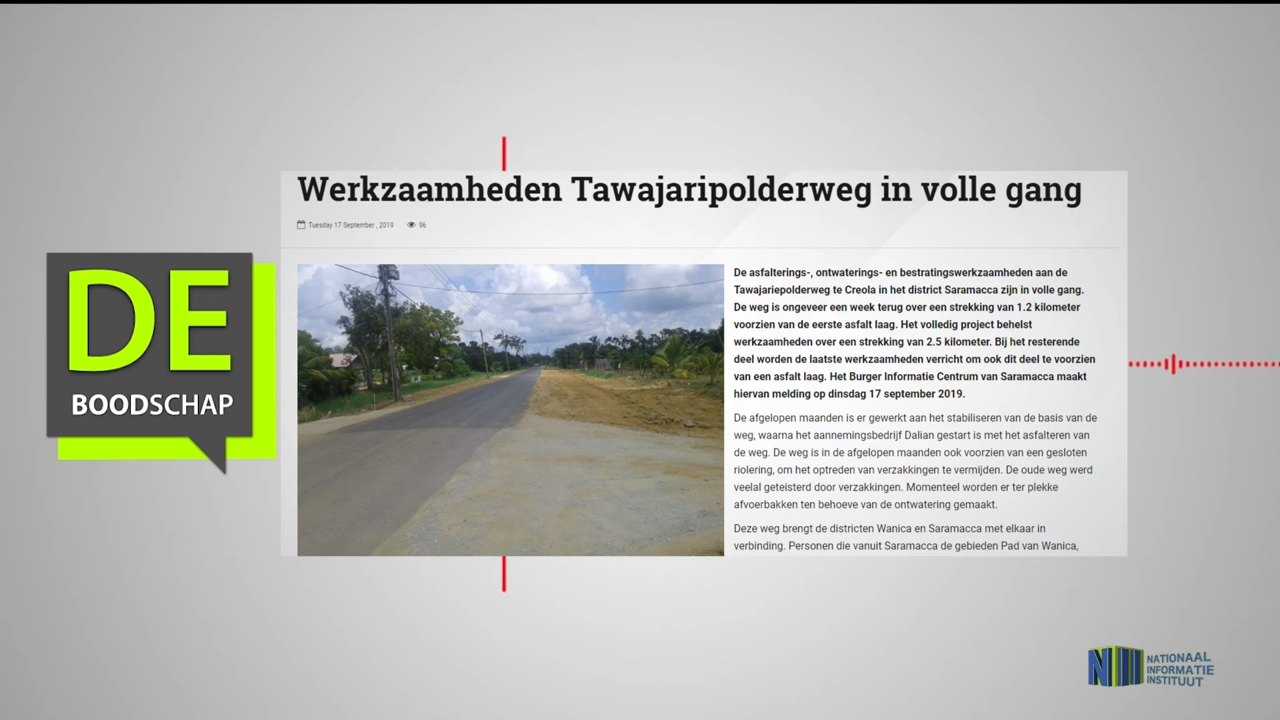 Werkzaamheden Tawajaripolderweg in volle gang
Tuesday 17 September , 2019 96
DE
BOODSCHAP
De asfalterings-, ontwaterings- en bestratingswerkzaamheden aan de
Tawajariepolderweg te Creola in het district Saramacca zijn in volle gang.
De weg is ongeveer een week terug over een strekking van 1.2 kilometer
voorzien van de eerste asfalt laag. Het volledig project behelst
werkzaamheden over een strekking van 2.5 kilometer. Bij het resterende
deel worden de laatste werkzaamheden verricht om ook dit deel te voorzien
van een asfalt laag. Het Burger Informatie Centrum van Saramacca maakt
hiervan melding op dinsdag 17 september 2019.
De afgelopen maanden is er gewerkt aan het stabiliseren van de basis van de
weg, waarna het aannemingsbedrijf Dalian gestart is met het asfalteren van
de weg. De weg is in de afgelopen maanden ook voorzien van een gesloten
riolering, om het optreden van verzakkingen te vermijden. De oude weg werd
veelal geteisterd door verzakkingen. Momenteel worden er ter plekke
afvoerbakken ten behoeve van de ontwatering gemaakt.
Deze weg brengt de districten Wanica en Saramacca met elkaar in
verbinding. Personen die vanuit Saramacca de gebieden Pad van Wanica,
NII
NATIONAAL
INFORMATIE
INSTITUUT